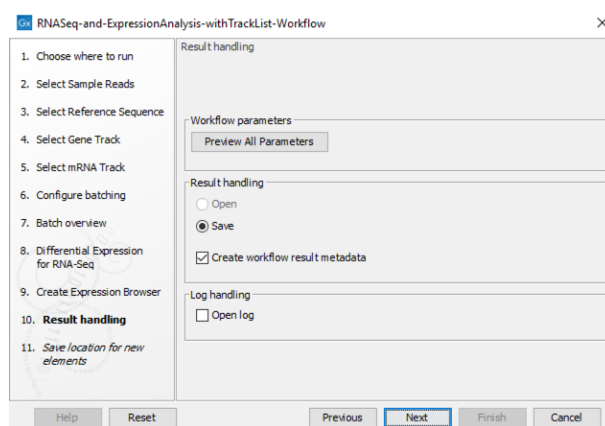 Gx RNASeq-and-ExpressionAnalysis-withTrackList-Workflow
1. Choose where to run
2. Select Sample Reads
3. Select Reference Sequence
4. Select Gene Track
5. Select mRNA Track
6. Configure batching
7. Batch overview
8. Differential Expression
for RNA-Seq
9. Create Expression Browser
10. Result handling
11. Save location for new
elements
Result handling
Workflow parameters
Preview All Parameters
Result handling
Open
Save
Create workflow result metadata
Log handling
Open log
Help Reset Previous Next Finish Cancel